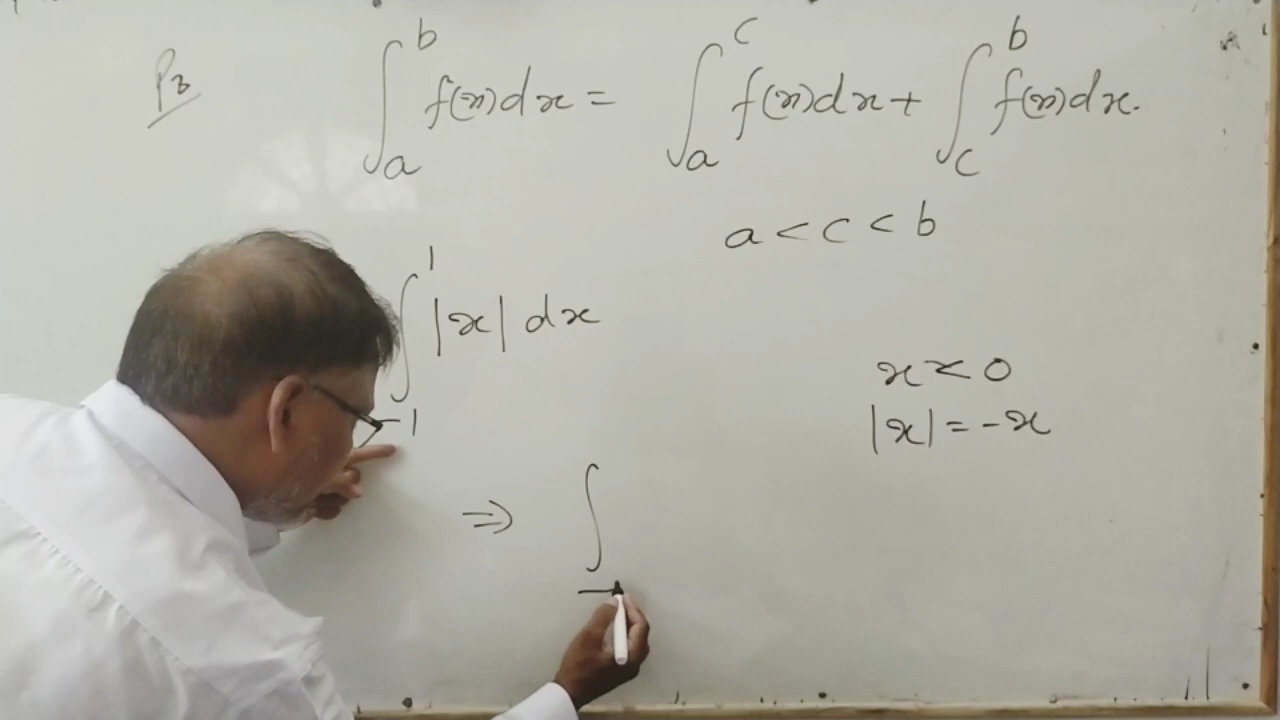 P3 ∫_a^b f(x)dx = ∫_a^c f(x)dx + ∫_c^b f(x)dx.
a < c < b
∫_{-1}^1 |x| dx
x < 0
|x| = -x
⇒ ∫_-